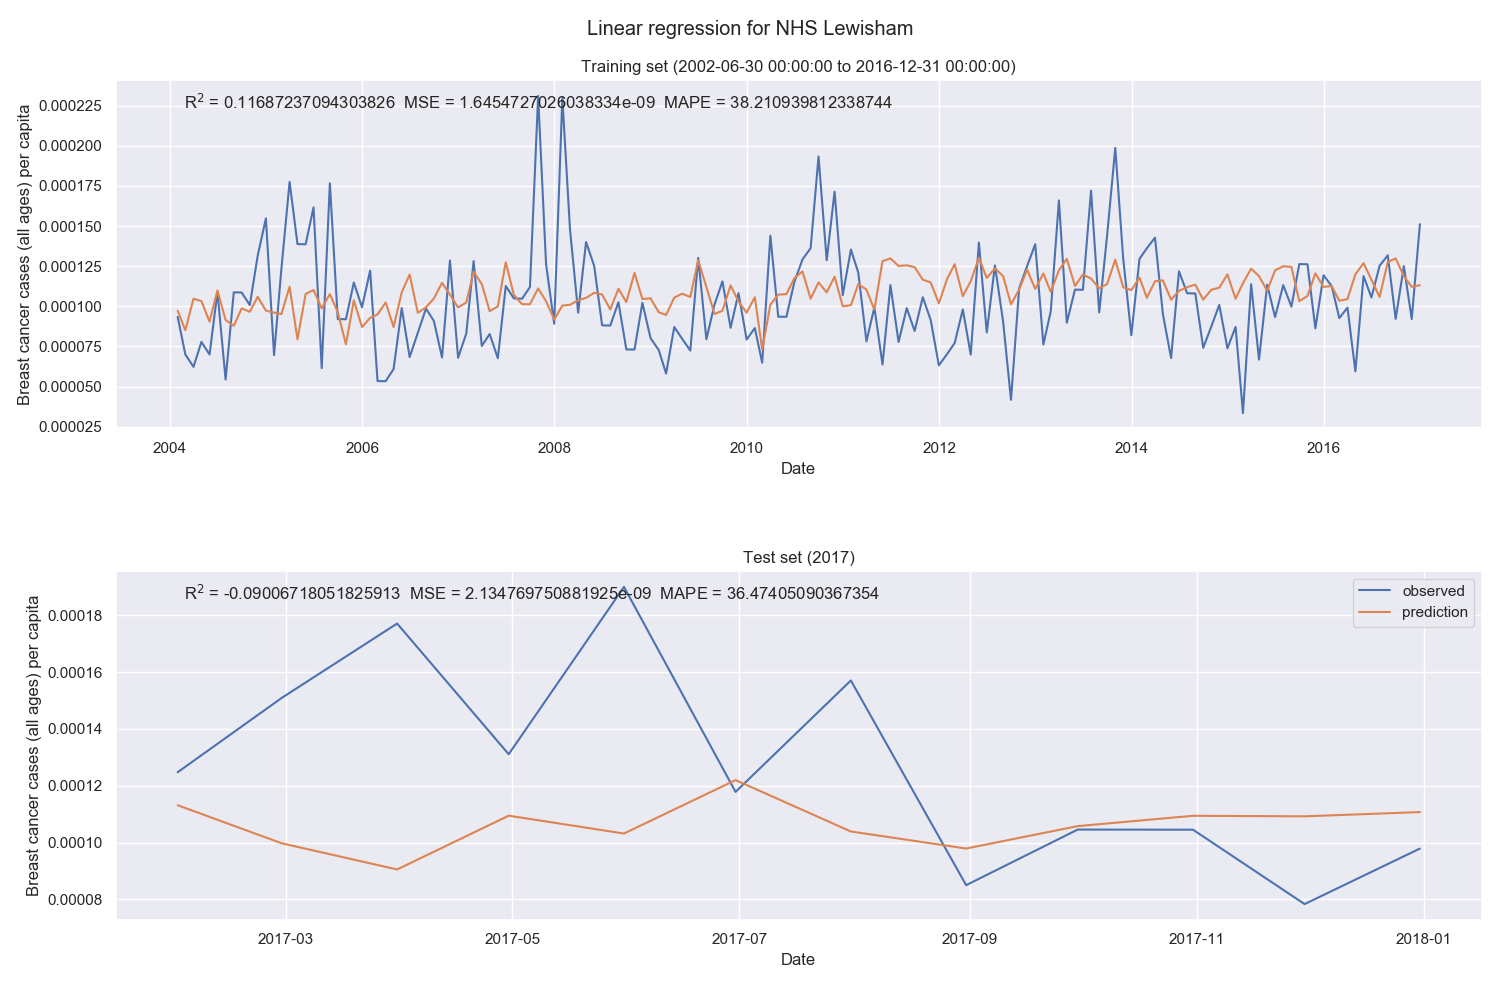 Linear regression for NHS Lewisham
Training set (2002-06-30 00:00:00 to 2016-12-31 00:00:00)
R² = 0.11687237094303826 MSE = 1.6454727026038334e-09 MAPE = 38.210939812338744
Breast cancer cases (all ages) per capita
0.000225
0.000200
0.000175
0.000150
0.000125
0.000100
0.000075
0.000050
0.000025
2004 2006 2008 2010 2012 2014 2016
Date
Test set (2017)
R² = -0.09006718051825913 MSE = 2.134769750881925e-09 MAPE = 36.47405090367354
observed
prediction
Breast cancer cases (all ages) per capita
0.00018
0.00016
0.00014
0.00012
0.00010
0.00008
2017-03 2017-05 2017-07 2017-09 2017-11 2018-01
Date